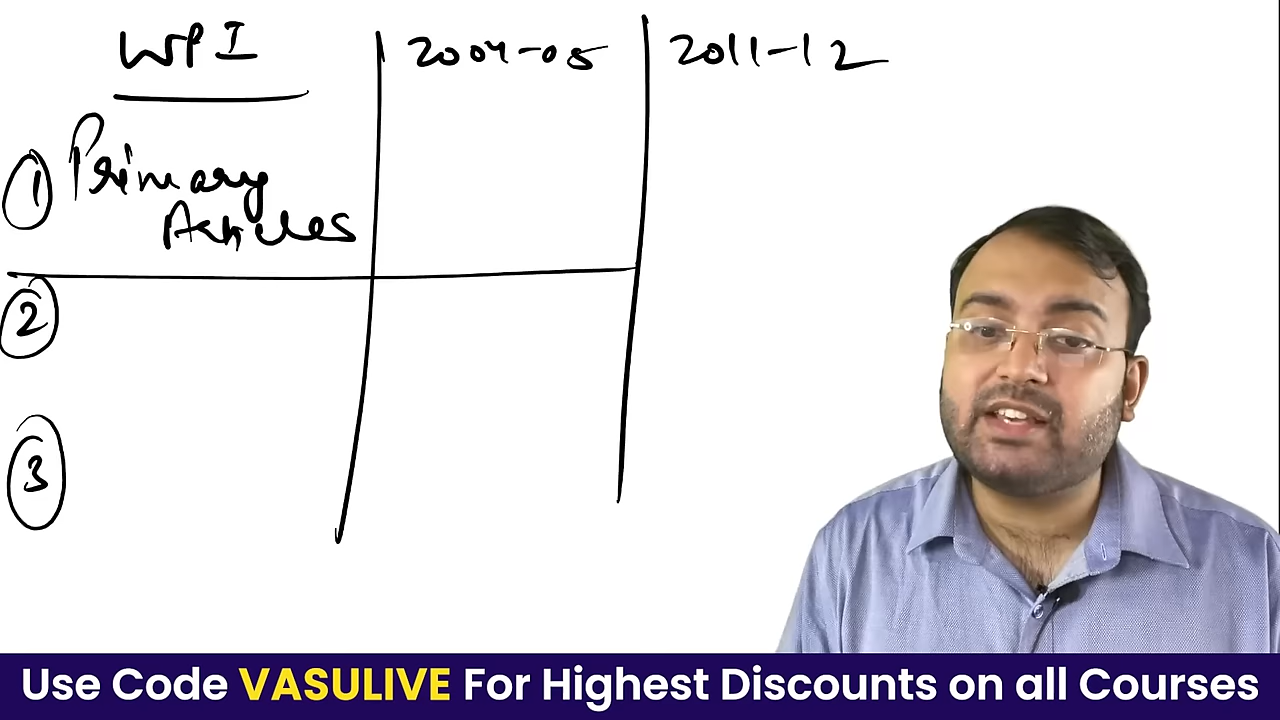 WPI 2004-05 2011-12
① Primary
Articles
②
③
Use Code VASULIVE For Highest Discounts on all Courses